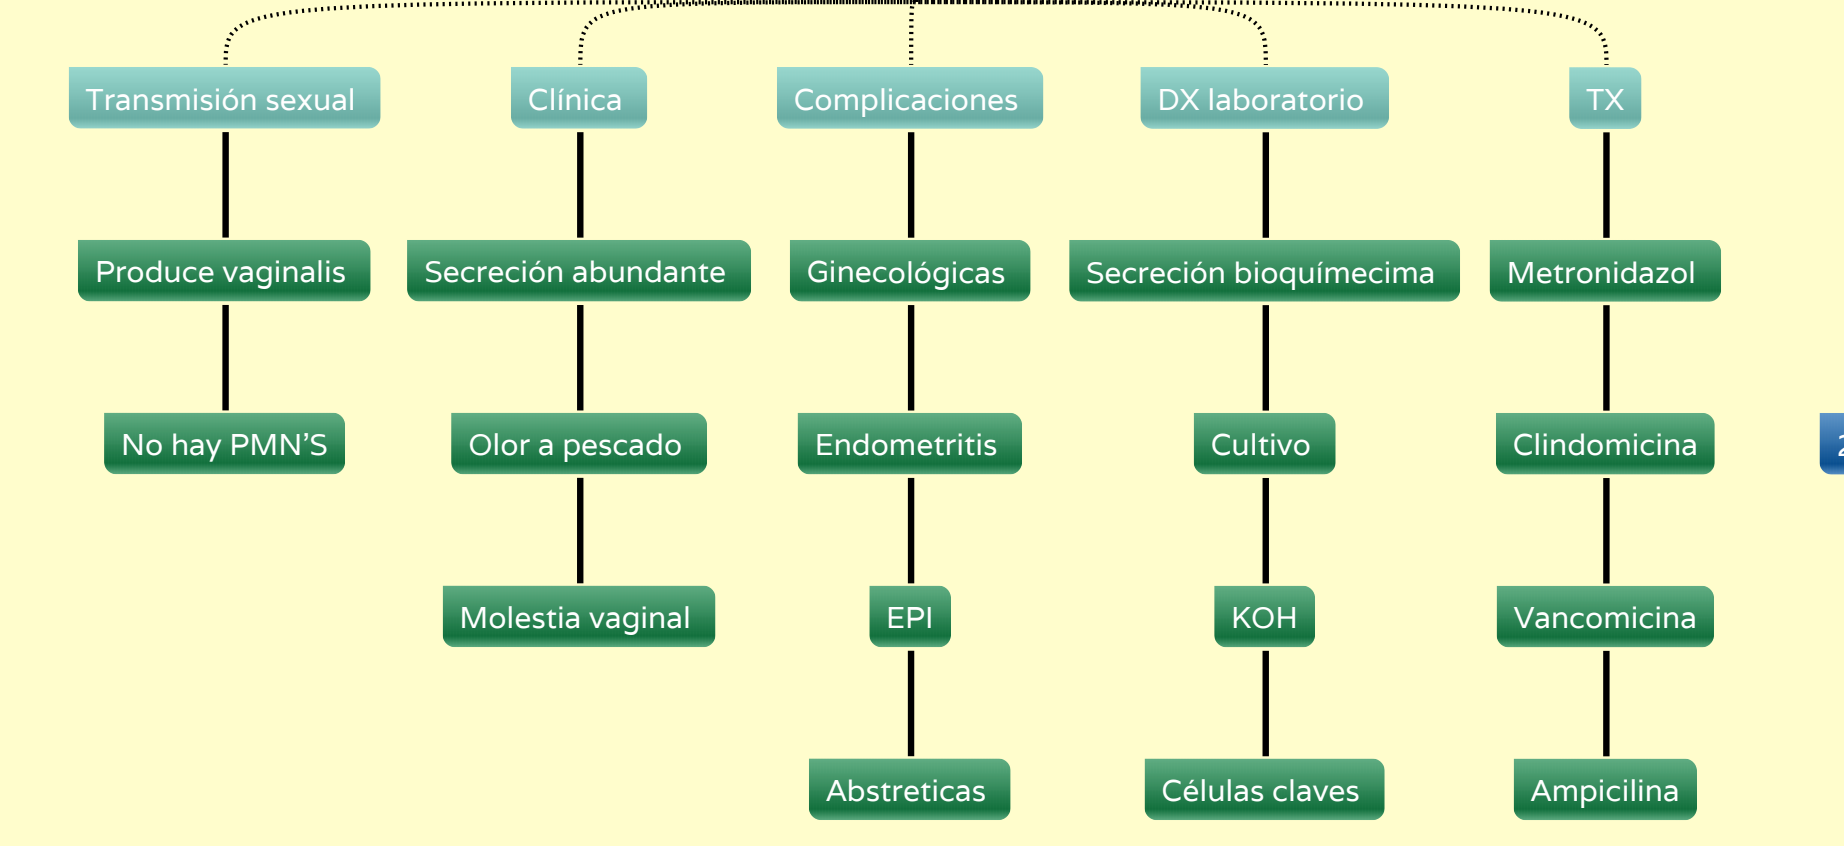 Transmisión sexual
Clínica
Complicaciones
DX laboratorio
TX
Produce vaginalis
Secreción abundante
Ginecológicas
Secreción bioquímecima
Metronidazol
No hay PMN’S
Olor a pescado
Endometritis
Cultivo
Clindomicina
Molestia vaginal
EPI
KOH
Vancomicina
Abstreticas
Células claves
Ampicilina